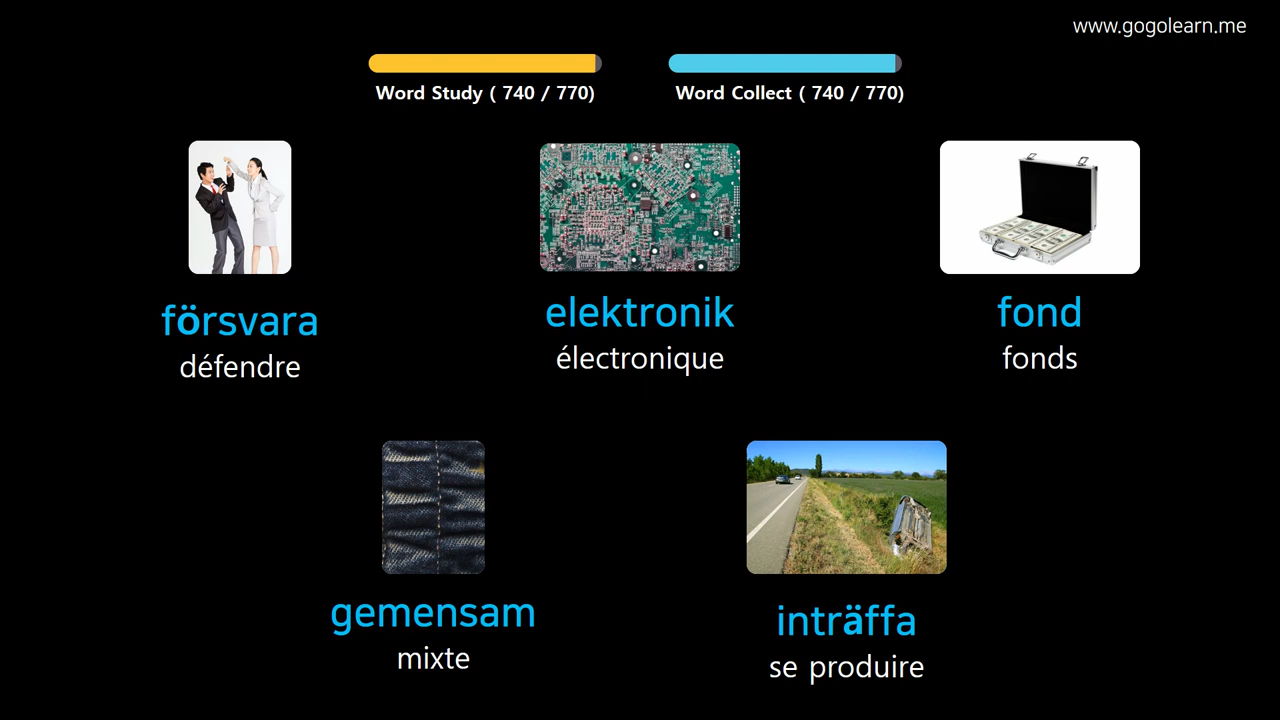 www.gogolearn.me
Word Study ( 740 / 770)
Word Collect ( 740 / 770)
försvara
défendre
elektronik
électronique
fond
fonds
gemensam
mixte
inträffa
se produire